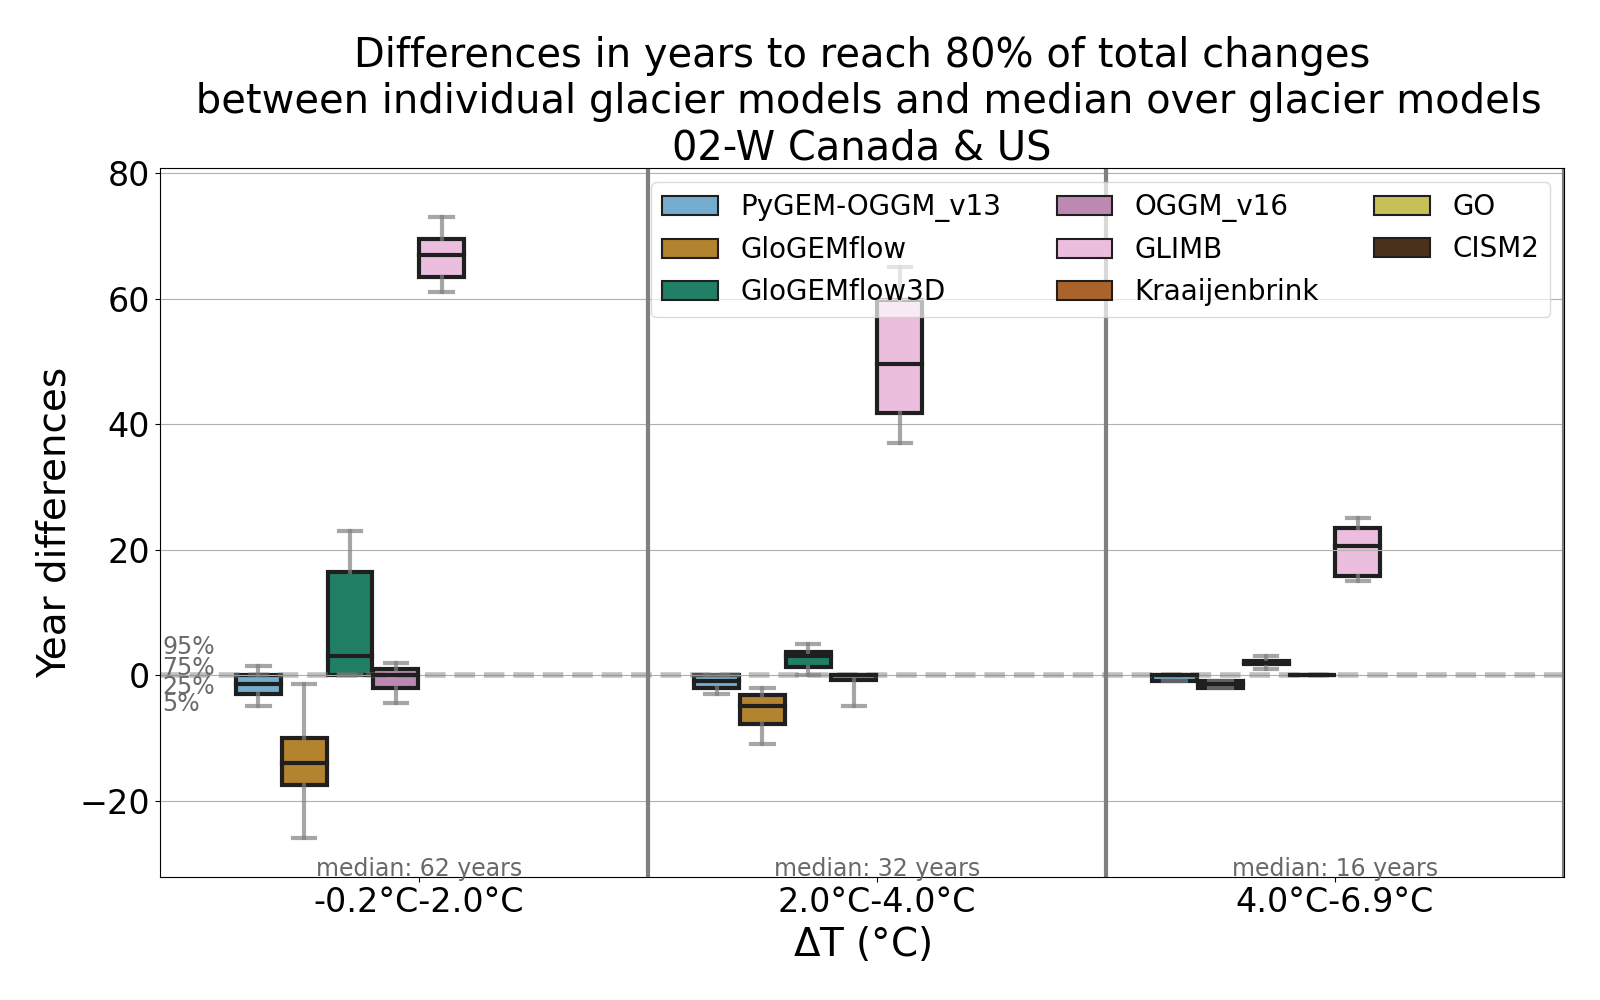 Differences in years to reach 80% of total changes
between individual glacier models and median over glacier models
02-W Canada & US
80
60
40
20
0
−20
Year differences
PyGEM-OGGM_v13
GloGEMflow
GloGEMflow3D
OGGM_v16
GLIMB
Kraaijenbrink
GO
CISM2
95%
75%
25%
5%
median: 62 years
median: 32 years
median: 16 years
-0.2°C-2.0°C
2.0°C-4.0°C
4.0°C-6.9°C
ΔT (°C)